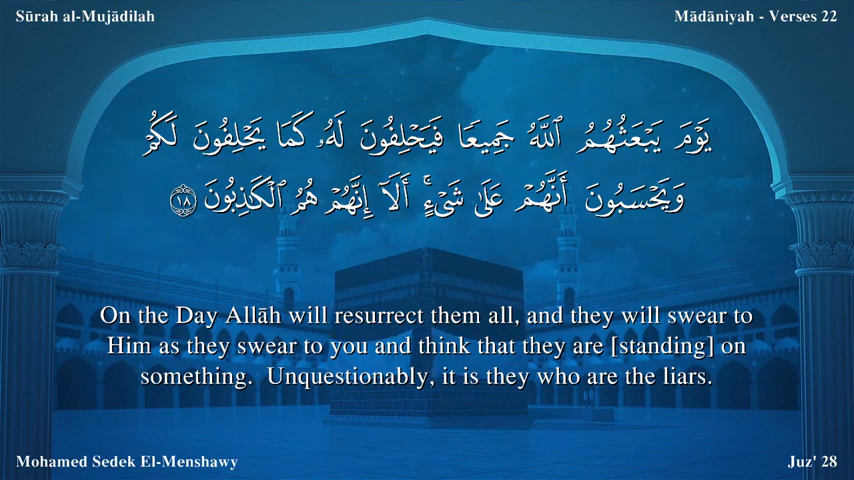 Sūrah al-Mujādilah
Mādāniyah - Verses 22
يَوْمَ يَبْعَثُهُمُ ٱللَّهُ جَمِيعًا فَيَحْلِفُونَ لَهُۥ كَمَا يَحْلِفُونَ لَكُمْ
وَيَحْسَبُونَ أَنَّهُمْ عَلَىٰ شَىْءٍ ۚ أَلَآ إِنَّهُمْ هُمُ ٱلْكَـٰذِبُونَ ١٨
On the Day Allāh will resurrect them all, and they will swear to
Him as they swear to you and think that they are [standing] on
something.  Unquestionably, it is they who are the liars.
Mohamed Sedek El-Menshawy
Juz' 28